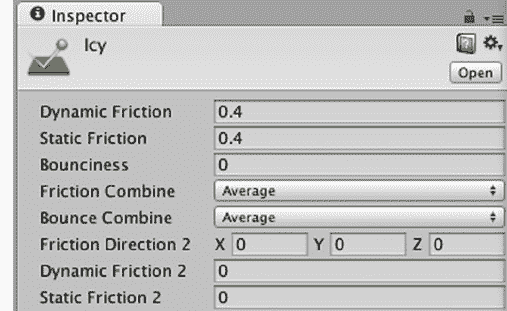 Inspector
Icy
Open
Dynamic Friction 0.4
Static Friction 0.4
Bounciness 0
Friction Combine Average
Bounce Combine Average
Friction Direction 2 X 0 Y 0 Z 0
Dynamic Friction 2 0
Static Friction 2 0